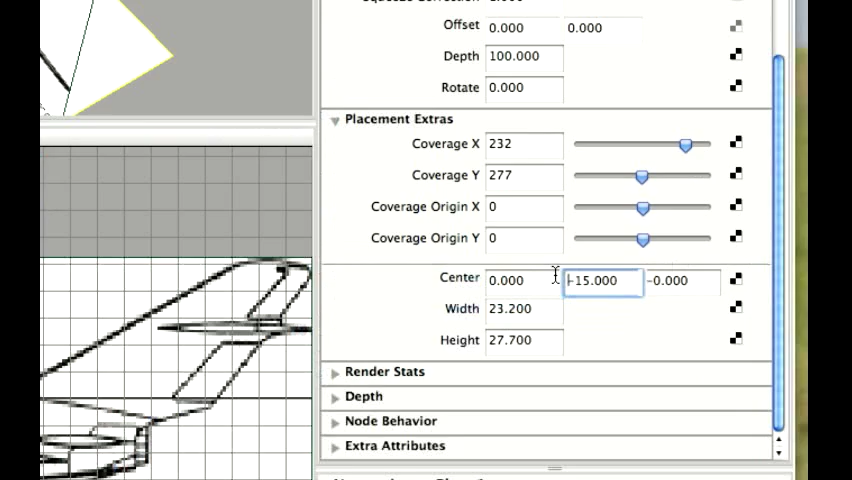 Squeeze Correction
Offset 0.000 0.000
Depth 100.000
Rotate 0.000
Placement Extras
Coverage X 232
Coverage Y 277
Coverage Origin X 0
Coverage Origin Y 0
Center 0.000 -15.000 -0.000
Width 23.200
Height 27.700
Render Stats
Depth
Node Behavior
Extra Attributes